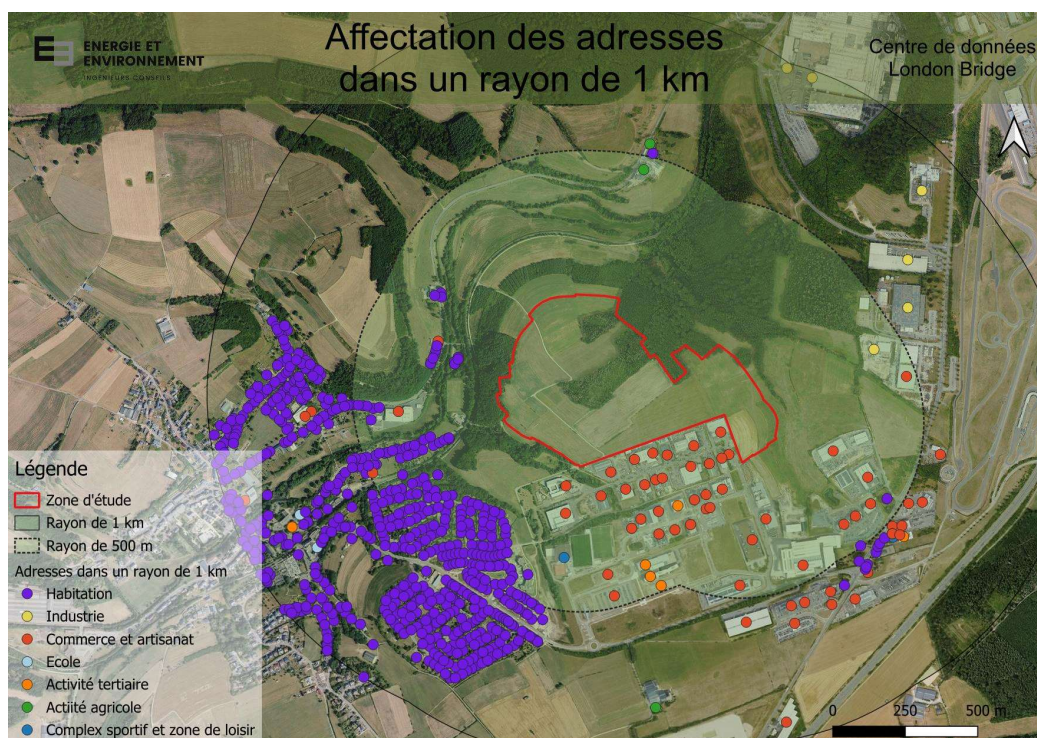 ENERGIE ET
ENVIRONNEMENT
INGENIEURS-CONSEILS
Affectation des adresses
dans un rayon de 1 km
Centre de données
London Bridge
Légende
Zone d'étude
Rayon de 1 km
Rayon de 500 m
Adresses dans un rayon de 1 km
Habitation
Industrie
Commerce et artisanat
Ecole
Activité tertiaire
Actiité agricole
Complex sportif et zone de loisir
0 250 500 m